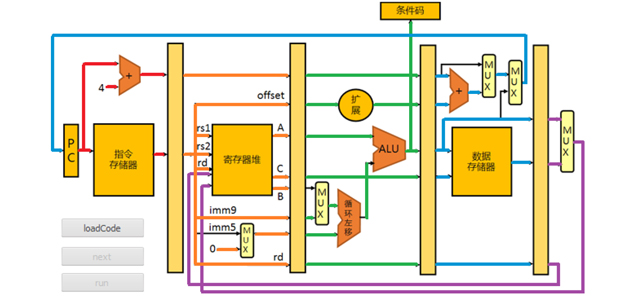 条件码
+
4
PC
指令
存储器
offset
rs1
rs2
rd
寄存器堆
A
C
B
imm9
imm5
0
MUX
rd
MUX
扩
展
循环左移
ALU
+
MUX
MUX
数据
存储器
MUX
loadCode
next
run